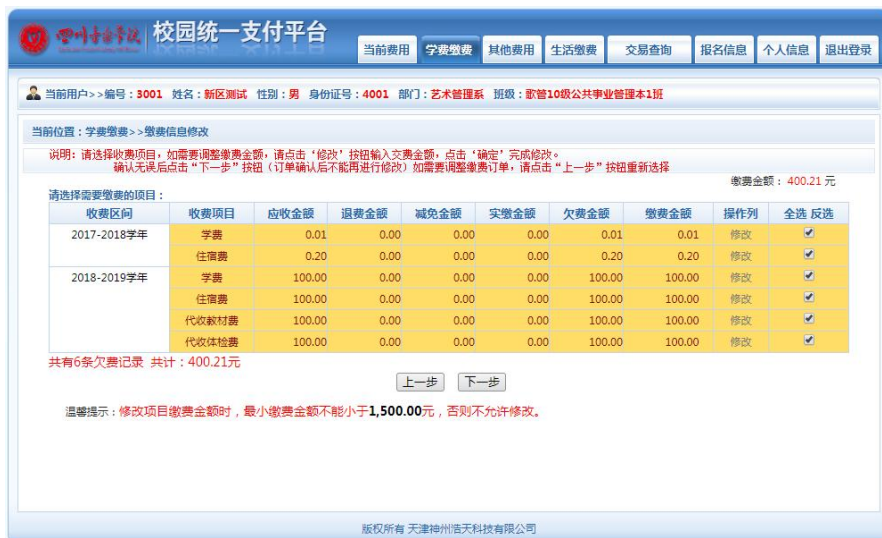 四川音乐学院 校园统一支付平台
当前费用 学费缴费 其他费用 生活缴费 交易查询 报名信息 个人信息 退出登录
当前用户>>编号：3001 姓名：新区测试 性别：男 身份证号：4001 部门：艺术管理系 班级：歌管10级公共事业管理本1班
当前位置：学费缴费>>缴费信息修改
说明：请选择收费项目，如需要调整缴费金额，请点击‘修改’按钮输入交费金额，点击‘确定’完成修改。
确认无误后点击“下一步”按钮（订单确认后不能再进行修改）如需要调整缴费订单，请点击“上一步”按钮重新选择
缴费金额：400.21 元
请选择需要缴费的项目：
收费区间 收费项目 应收金额 退费金额 减免金额 实缴金额 欠费金额 缴费金额 操作列 全选 反选
2017-2018学年 学费 0.01 0.00 0.00 0.00 0.01 0.01 修改
住宿费 0.20 0.00 0.00 0.00 0.20 0.20 修改
2018-2019学年 学费 100.00 0.00 0.00 0.00 100.00 100.00 修改
住宿费 100.00 0.00 0.00 0.00 100.00 100.00 修改
代收教材费 100.00 0.00 0.00 0.00 100.00 100.00 修改
代收体检费 100.00 0.00 0.00 0.00 100.00 100.00 修改
共有6条欠费记录 共计：400.21元
上一步 下一步
温馨提示：修改项目缴费金额时，最小缴费金额不能小于1,500.00元，否则不允许修改。
版权所有 天津神州浩天科技有限公司